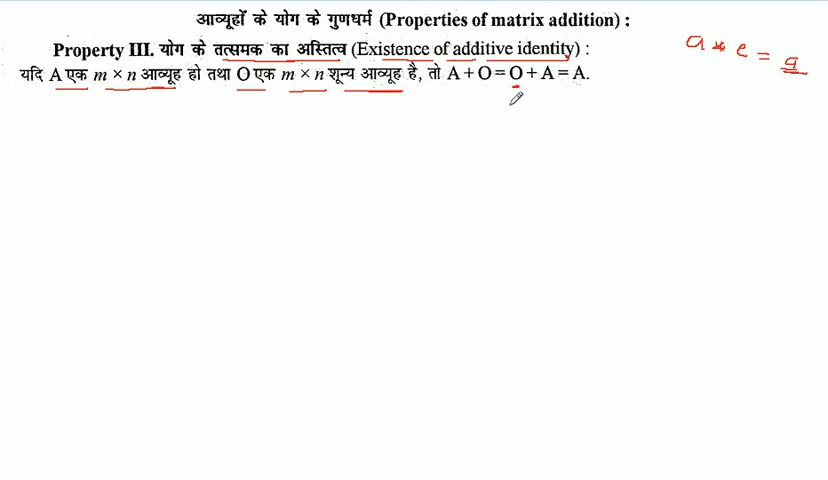 आव्यूहों के योग के गुणधर्म (Properties of matrix addition) :
Property III. योग के तत्समक का अस्तित्व (Existence of additive identity) :
a * e = a
यदि A एक m × n आव्यूह हो तथा O एक m × n शून्य आव्यूह है, तो A + O = O + A = A.